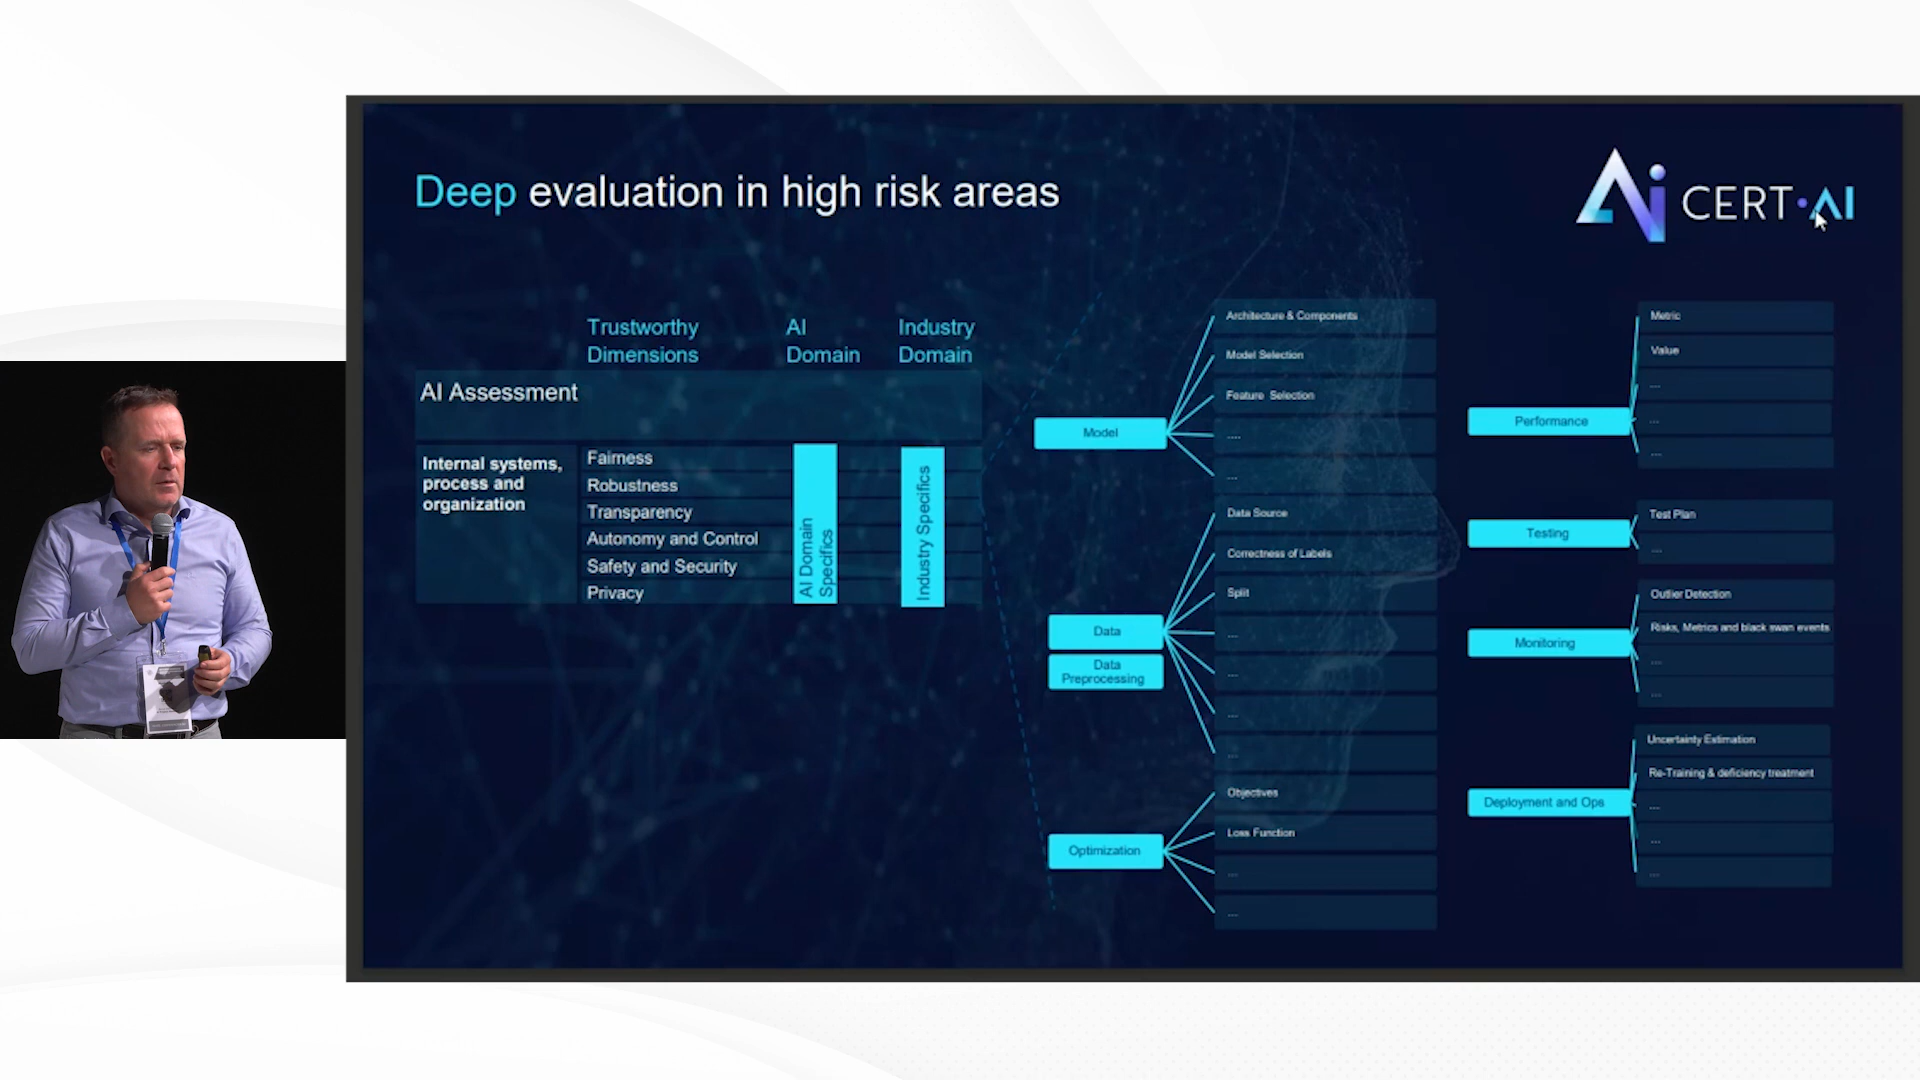 Deep evaluation in high risk areas
Ai CERT·AI
Trustworthy
Dimensions
AI
Domain
Industry
Domain
AI Assessment
Internal systems,
process and
organization
Fairness
Robustness
Transparency
Autonomy and Control
Safety and Security
Privacy
AI Domain
Specifics
Industry Specifics
Model
Architecture & Components
Model Selection
Feature Selection
....
...
Data
Data
Preprocessing
Data Source
Correctness of Labels
Split
...
...
...
...
Optimization
Objectives
Loss Function
...
...
Performance
Metric
Value
...
...
...
Testing
Test Plan
...
Monitoring
Outlier Detection
Risks, Metrics and black swan events
...
...
Deployment and Ops
Uncertainty Estimation
Re-Training & deficiency treatment
...
...
...